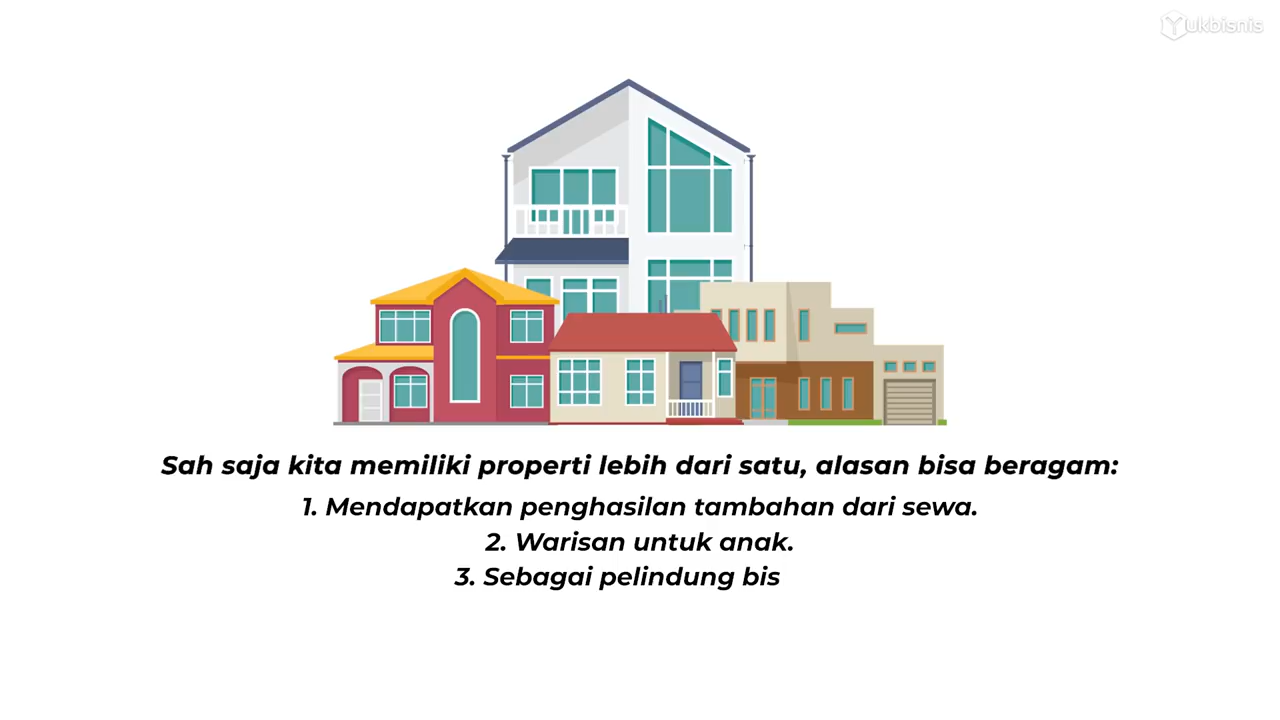 Yukbisnis
Sah saja kita memiliki properti lebih dari satu, alasan bisa beragam:
1. Mendapatkan penghasilan tambahan dari sewa.
2. Warisan untuk anak.
3. Sebagai pelindung bis